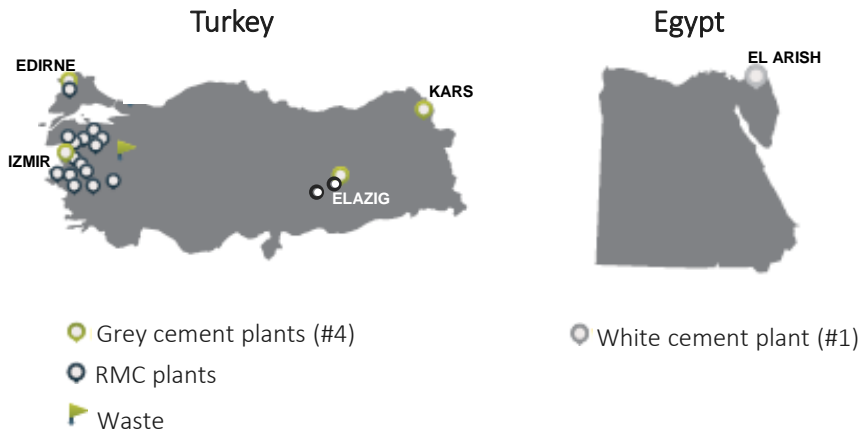 Turkey
Egypt
EDIRNE
KARS
IZMIR
ELAZIG
EL ARISH
Grey cement plants (#4)
RMC plants
Waste
White cement plant (#1)